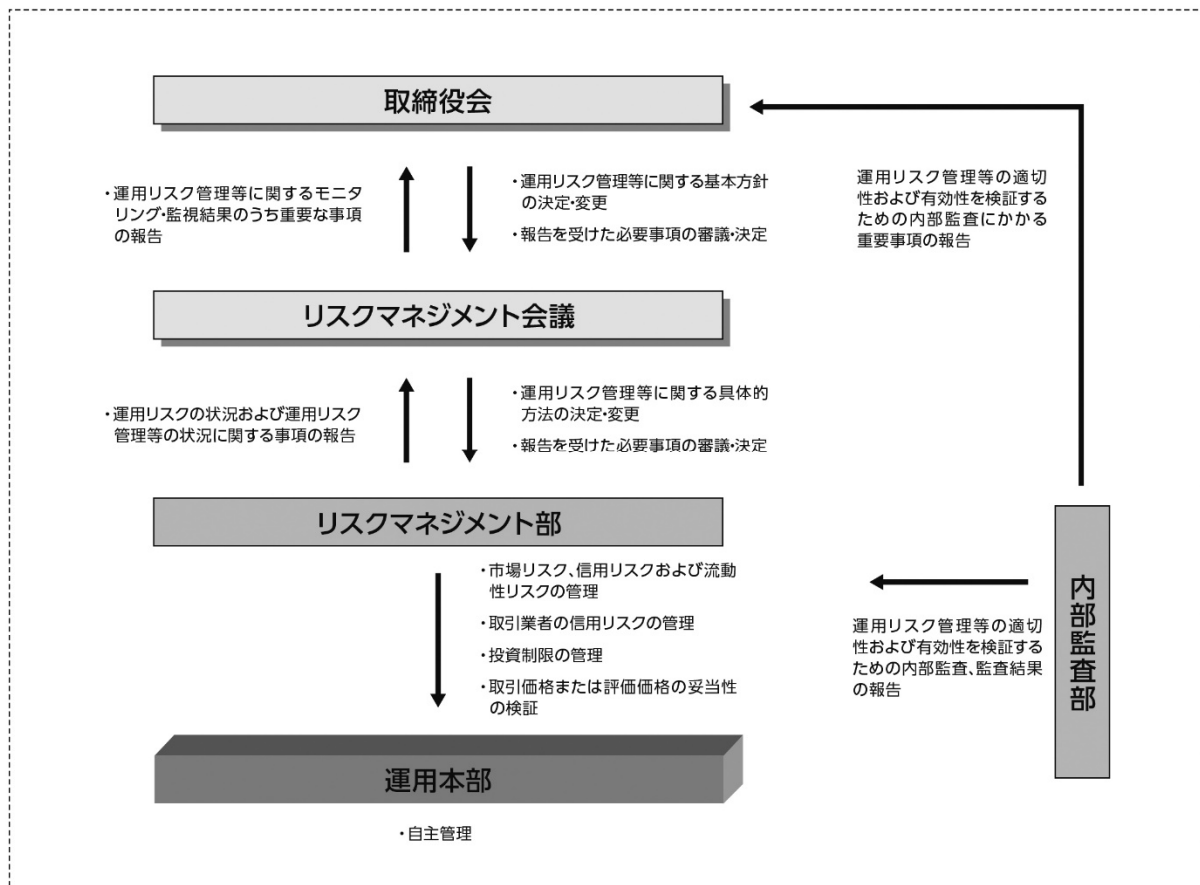 取締役会
・運用リスク管理等に関するモニタ
リング・監視結果のうち重要な事項
の報告
・運用リスク管理等に関する基本方針
の決定・変更
・報告を受けた必要事項の審議・決定
運用リスク管理等の適切
性および有効性を検証す
るための内部監査にかかる
重要事項の報告
リスクマネジメント会議
・運用リスクの状況および運用リスク
管理等の状況に関する事項の報告
・運用リスク管理等に関する具体的
方法の決定・変更
・報告を受けた必要事項の審議・決定
リスクマネジメント部
・市場リスク、信用リスクおよび流動
性リスクの管理
・取引業者の信用リスクの管理
・投資制限の管理
・取引価格または評価価格の妥当性
の検証
運用リスク管理等の適切
性および有効性を検証する
ための内部監査、監査結果
の報告
内部監査部
運用本部
・自主管理